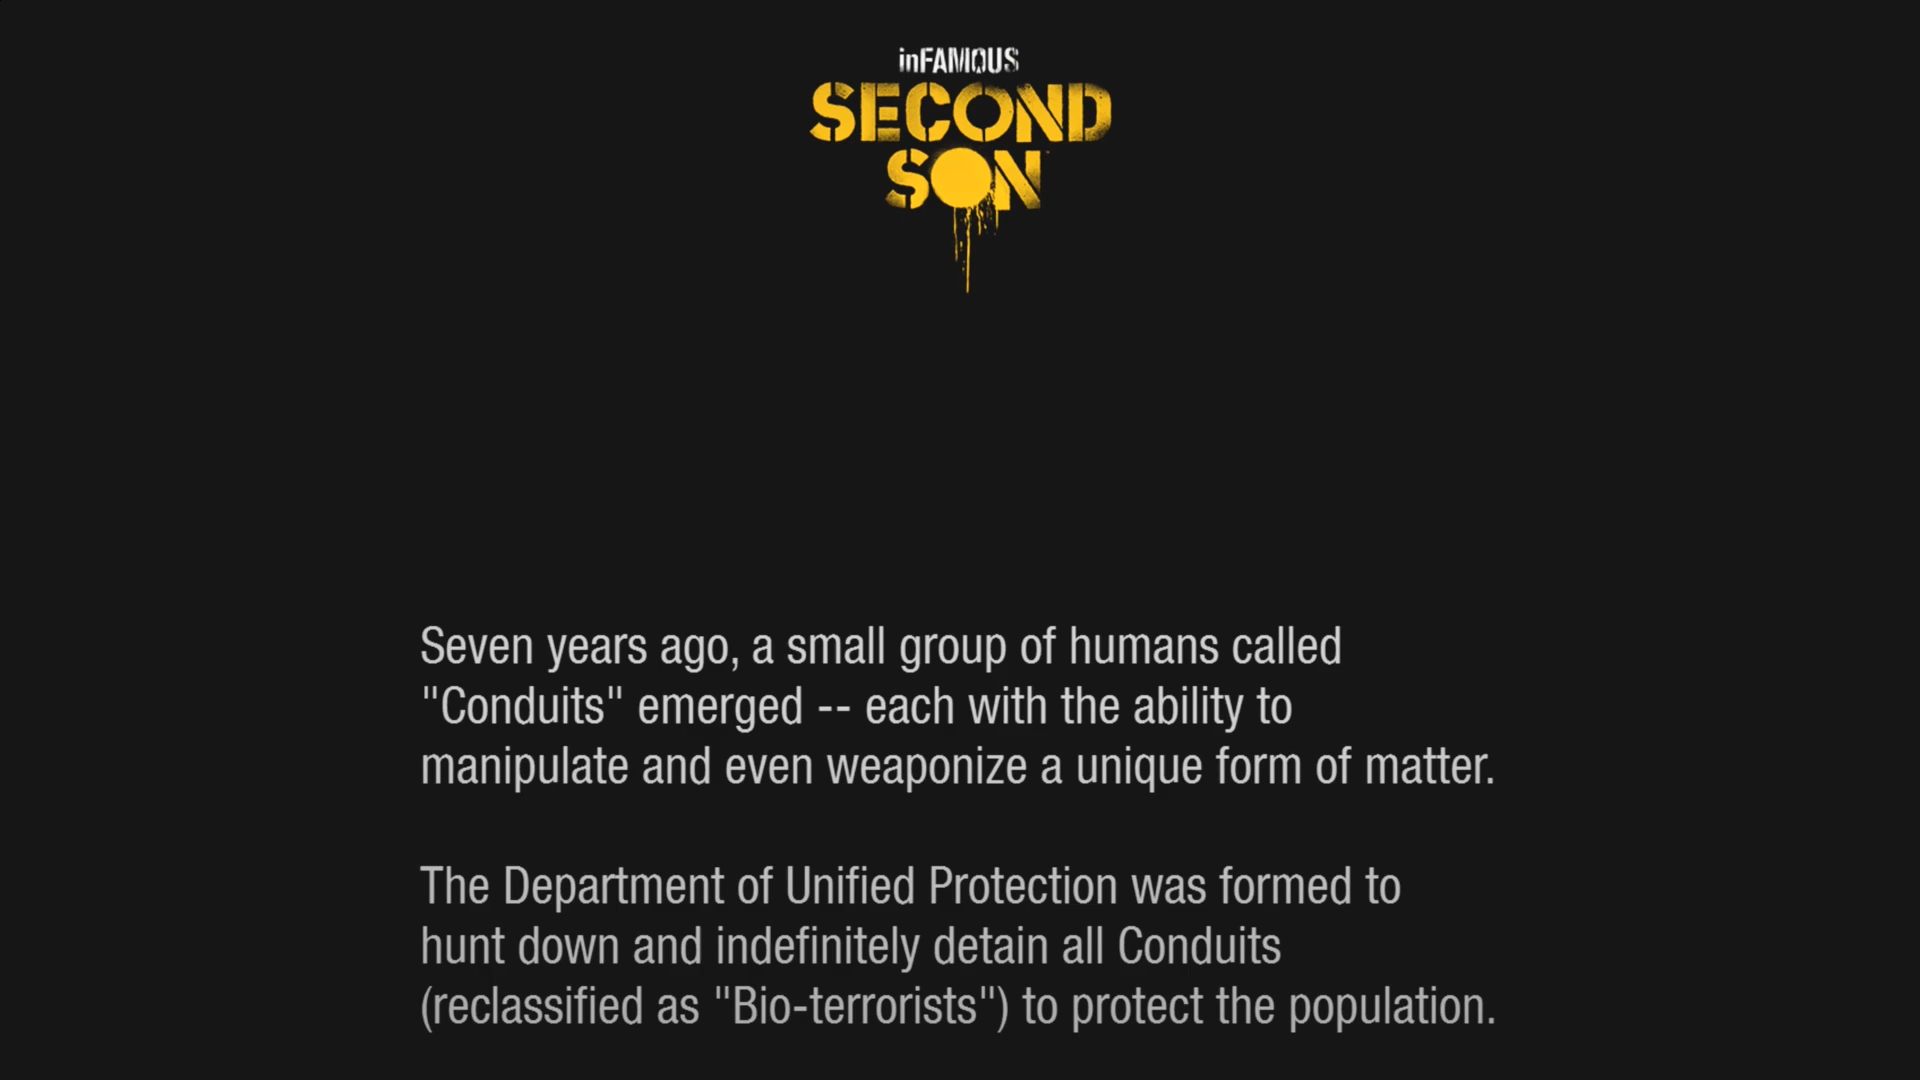 inFAMOUS
SECOND
SON
Seven years ago, a small group of humans called
"Conduits" emerged -- each with the ability to
manipulate and even weaponize a unique form of matter.
The Department of Unified Protection was formed to
hunt down and indefinitely detain all Conduits
(reclassified as "Bio-terrorists") to protect the population.